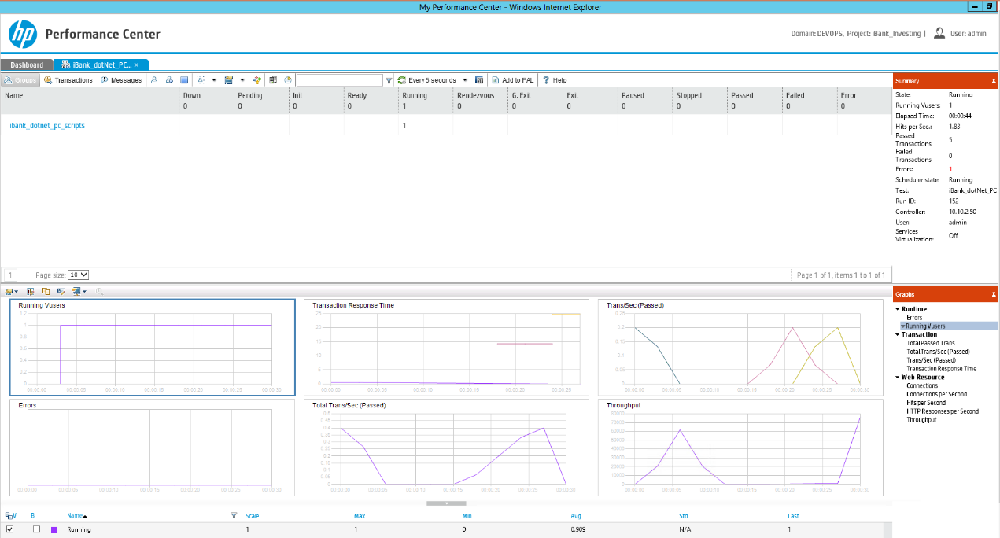 My Performance Center - Windows Internet Explorer
hp Performance Center
Domain: DEVOPS, Project: iBank_Investing | User: admin
Dashboard iBank_dotNet_PC... ×
Groups Transactions Messages Every 5 seconds Add to PAL ? Help
Name Down Pending Init Ready Running Rendezvous G. Exit Exit Paused Stopped Passed Failed Error
0 0 0 0 1 0 0 0 0 0 0 0 0
ibank_dotnet_pc_scripts 1
1 Page size: 10 Page 1 of 1, items 1 to 1 of 1
Summary
State: Running
Running Vusers: 1
Elapsed Time: 00:00:44
Hits per Sec.: 1.83
Passed
Transactions: 5
Failed
Transactions: 0
Errors: 1
Scheduler state: Running
Test: iBank_dotNet_PC
Run ID: 152
Controller: 10.10.2.50
User: admin
Services
Virtualization: Off
Running Vusers
1.2
1
0.8
0.6
0.4
0.2
0
00:00:00 00:00:05 00:00:10 00:00:15 00:00:20 00:00:25 00:00:30
Transaction Response Time
25
20
15
10
5
0
00:00:00 00:00:05 00:00:10 00:00:15 00:00:20 00:00:25
Trans/Sec (Passed)
0.25
0.2
0.15
0.1
0.05
0
00:00:00 00:00:05 00:00:10 00:00:15 00:00:20 00:00:25 00:00:30
Errors
00:00:00 00:00:05 00:00:10 00:00:15 00:00:20 00:00:25 00:00:30
Total Trans/Sec (Passed)
0.5
0.45
0.4
0.35
0.3
0.25
0.2
0.15
0.1
0.05
0
00:00:00 00:00:05 00:00:10 00:00:15 00:00:20 00:00:25 00:00:30
Throughput
80000
70000
60000
50000
40000
30000
20000
10000
0
00:00:00 00:00:05 00:00:10 00:00:15 00:00:20 00:00:25 00:00:30
Graphs
Runtime
Errors
Running Vusers
Transaction
Total Passed Trans
Total Trans/Sec (Passed)
Trans/Sec (Passed)
Transaction Response Time
Web Resource
Connections
Connections per Second
Hits per Second
HTTP Responses per Second
Throughput
V B Name Scale Max Min Avg Std Last
Running 1 1 0 0.909 N/A 1